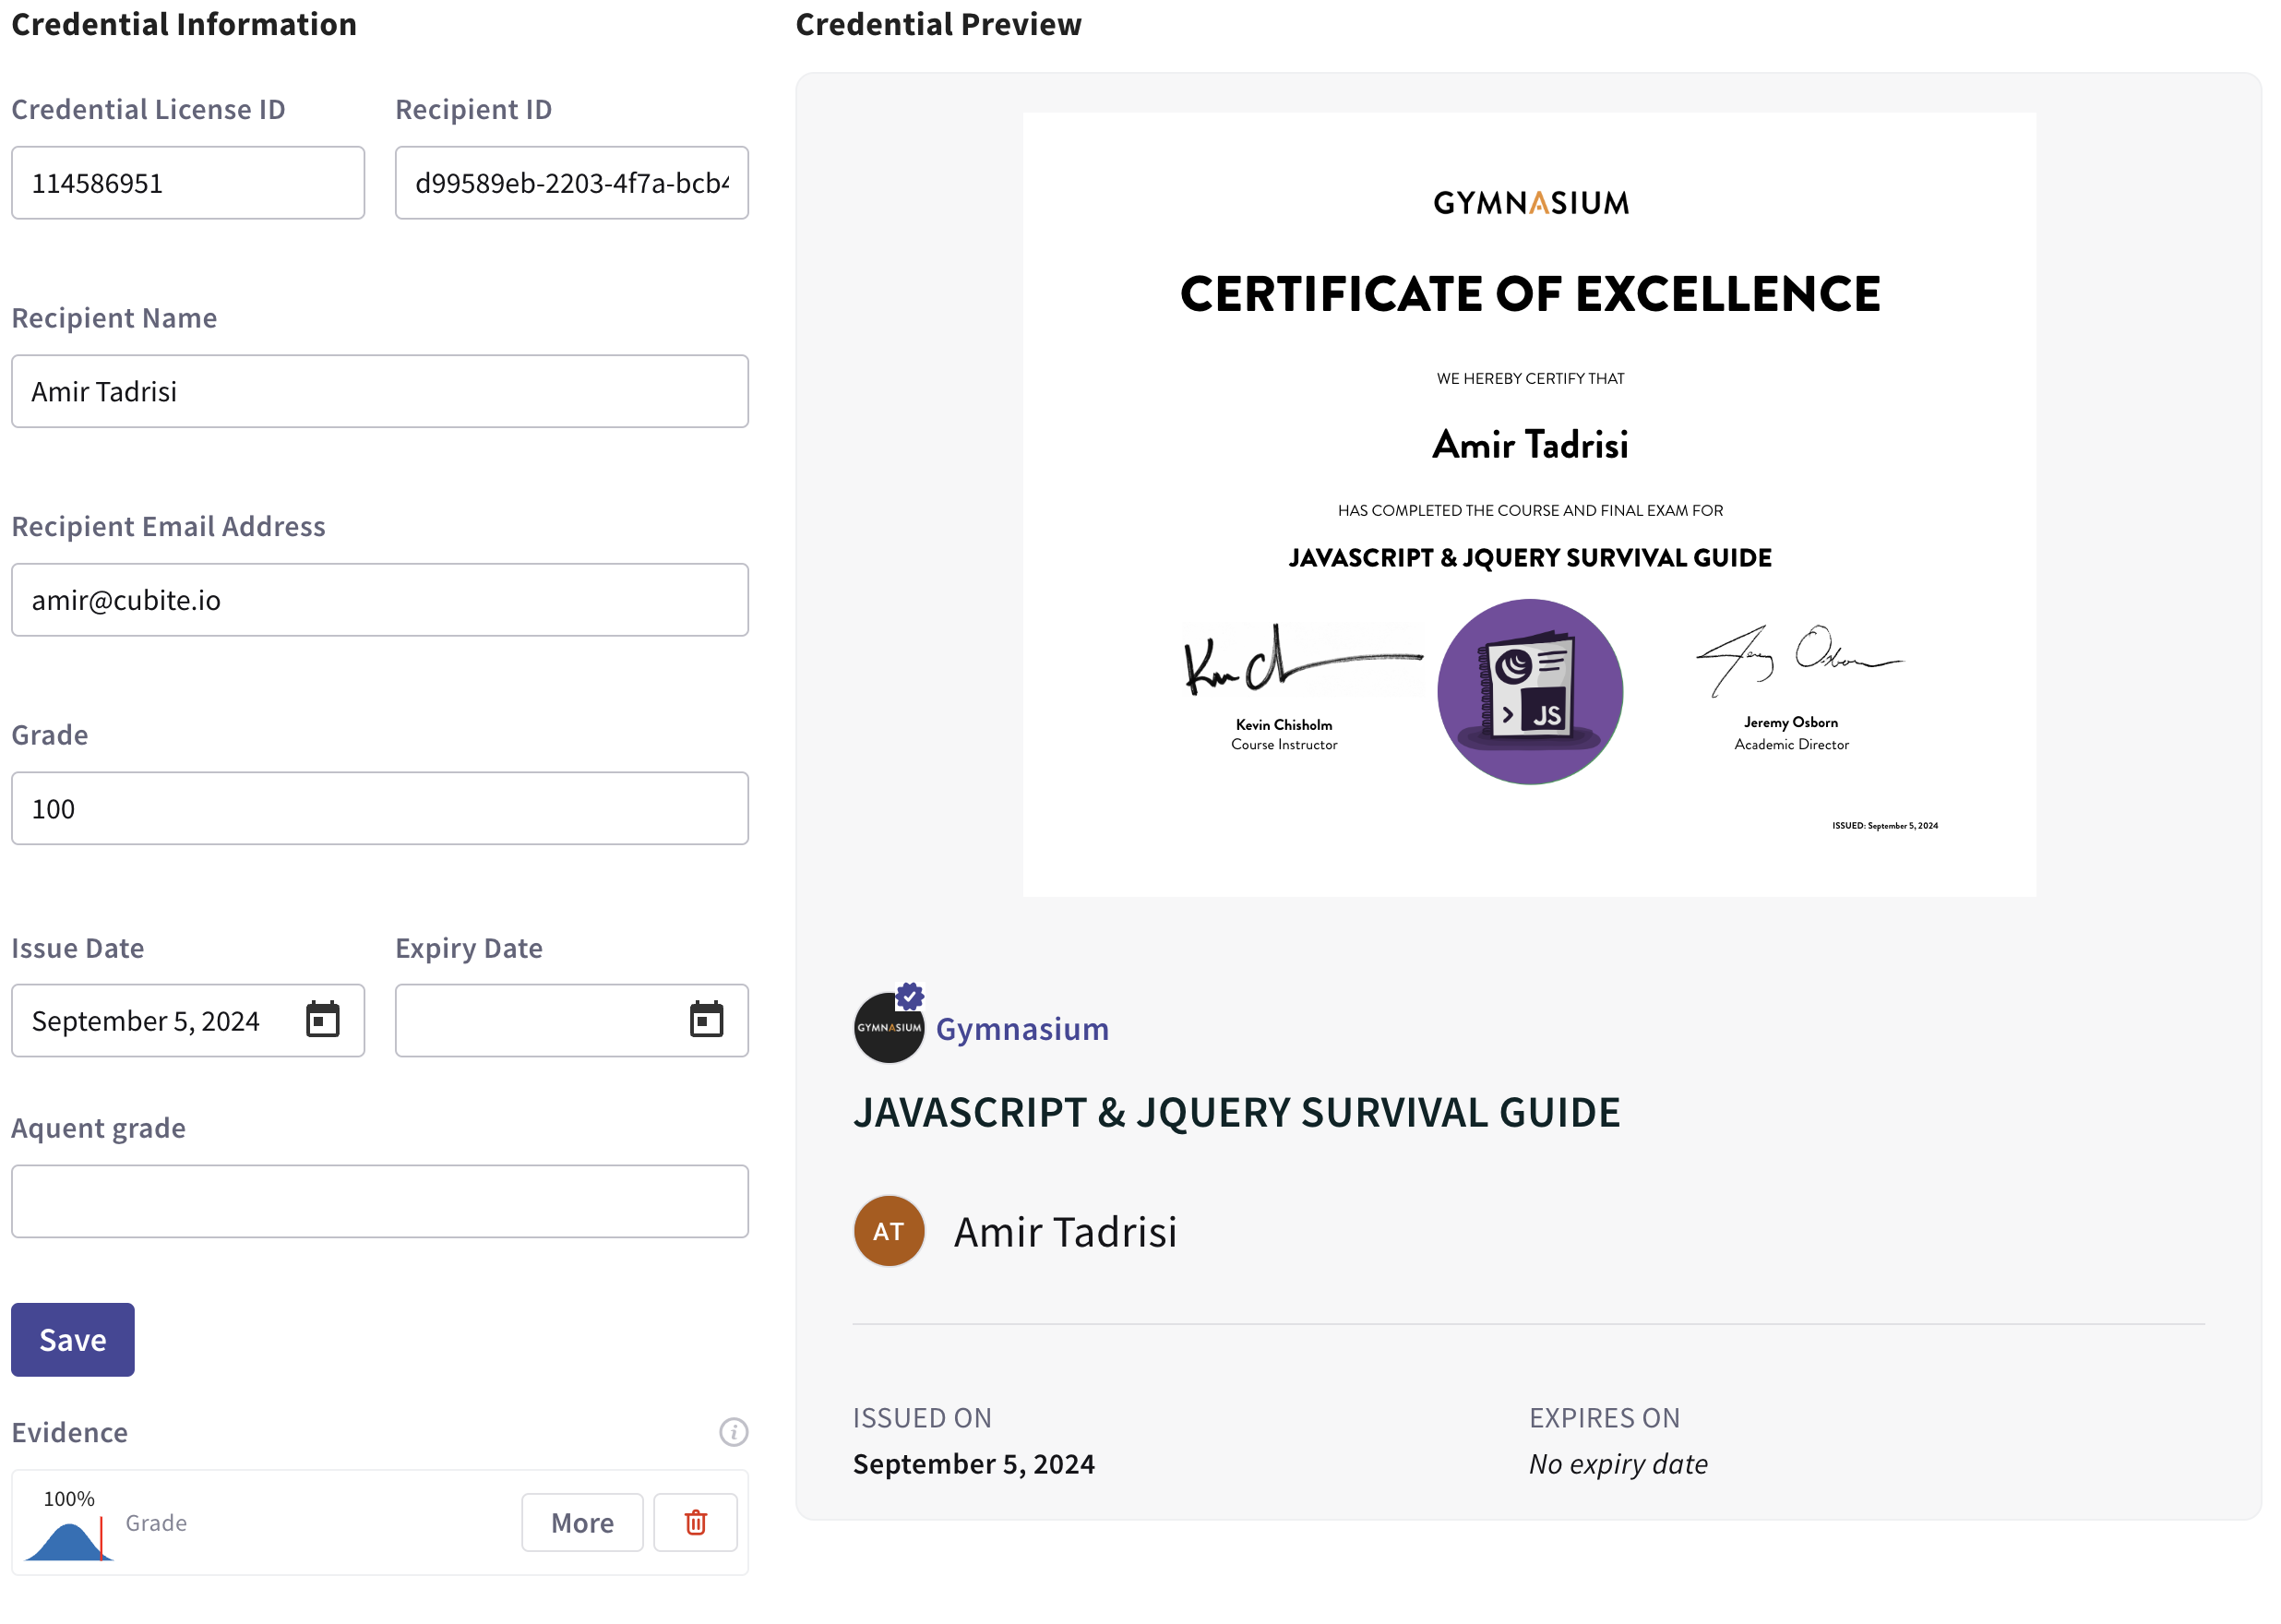 Credential Information
Credential License ID
Recipient ID
114586951
d99589eb-2203-4f7a-bcb4
Recipient Name
Amir Tadrisi
Recipient Email Address
amir@cubite.io
Grade
100
Issue Date
Expiry Date
September 5, 2024
Aquent grade
Save
Evidence
100%
Grade
More
Credential Preview
GYMNASIUM
CERTIFICATE OF EXCELLENCE
WE HEREBY CERTIFY THAT
Amir Tadrisi
HAS COMPLETED THE COURSE AND FINAL EXAM FOR
JAVASCRIPT & JQUERY SURVIVAL GUIDE
JS
Kevin Chisholm
Course Instructor
Jeremy Osborn
Academic Director
ISSUED: September 5, 2024
GYMNASIUM
Gymnasium
JAVASCRIPT & JQUERY SURVIVAL GUIDE
AT
Amir Tadrisi
ISSUED ON
September 5, 2024
EXPIRES ON
No expiry date